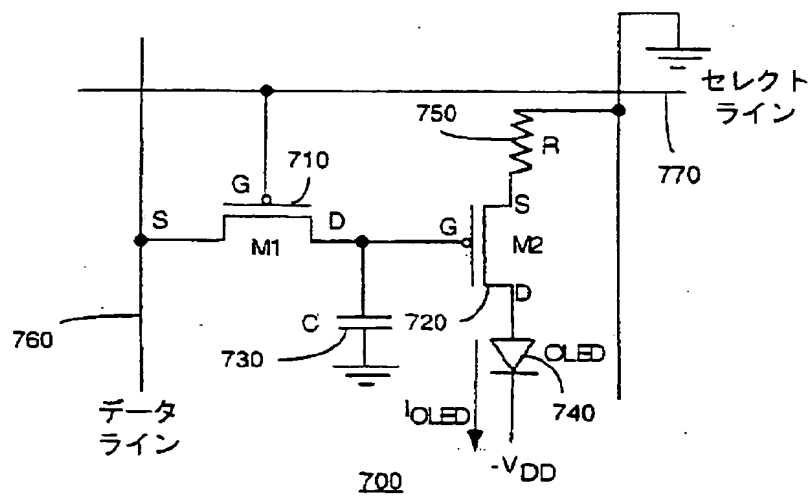 セレクト
ライン
750
R
770
710
G
S
D
M1
G
S
M2
D
760
C
730
720
OLED
740
IOLED
-VDD
データ
ライン
700